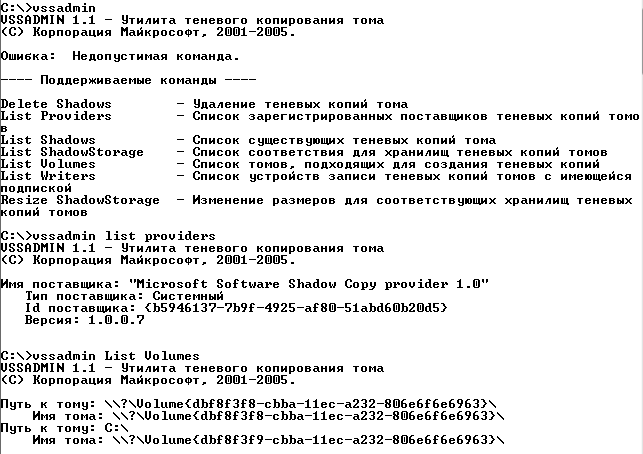 C:\>vssadmin
VSSADMIN 1.1 - Утилита теневого копирования тома
(C) Корпорация Майкрософт, 2001-2005.
Ошибка:  Недопустимая команда.
---- Поддерживаемые команды ----
Delete Shadows        - Удаление теневых копий тома
List Providers        - Список зарегистрированных поставщиков теневых копий томо
в
List Shadows          - Список существующих теневых копий тома
List ShadowStorage    - Список соответствия для хранилищ теневых копий томов
List Volumes          - Список томов, подходящих для создания теневых копий
List Writers          - Список устройств записи теневых копий томов с имеющейся
подпиской
Resize ShadowStorage  - Изменение размеров для соответствующих хранилищ теневых
копий томов
C:\>vssadmin list providers
VSSADMIN 1.1 - Утилита теневого копирования тома
(C) Корпорация Майкрософт, 2001-2005.
Имя поставщика: "Microsoft Software Shadow Copy provider 1.0"
   Тип поставщика: Системный
   Id поставщика: {b5946137-7b9f-4925-af80-51abd60b20d5}
   Версия: 1.0.0.7
C:\>vssadmin List Volumes
VSSADMIN 1.1 - Утилита теневого копирования тома
(C) Корпорация Майкрософт, 2001-2005.
Путь к тому: \\?\Volume{dbf8f3f8-cbba-11ec-a232-806e6f6e6963}\
    Имя тома: \\?\Volume{dbf8f3f8-cbba-11ec-a232-806e6f6e6963}\
Путь к тому: C:\
    Имя тома: \\?\Volume{dbf8f3f9-cbba-11ec-a232-806e6f6e6963}\